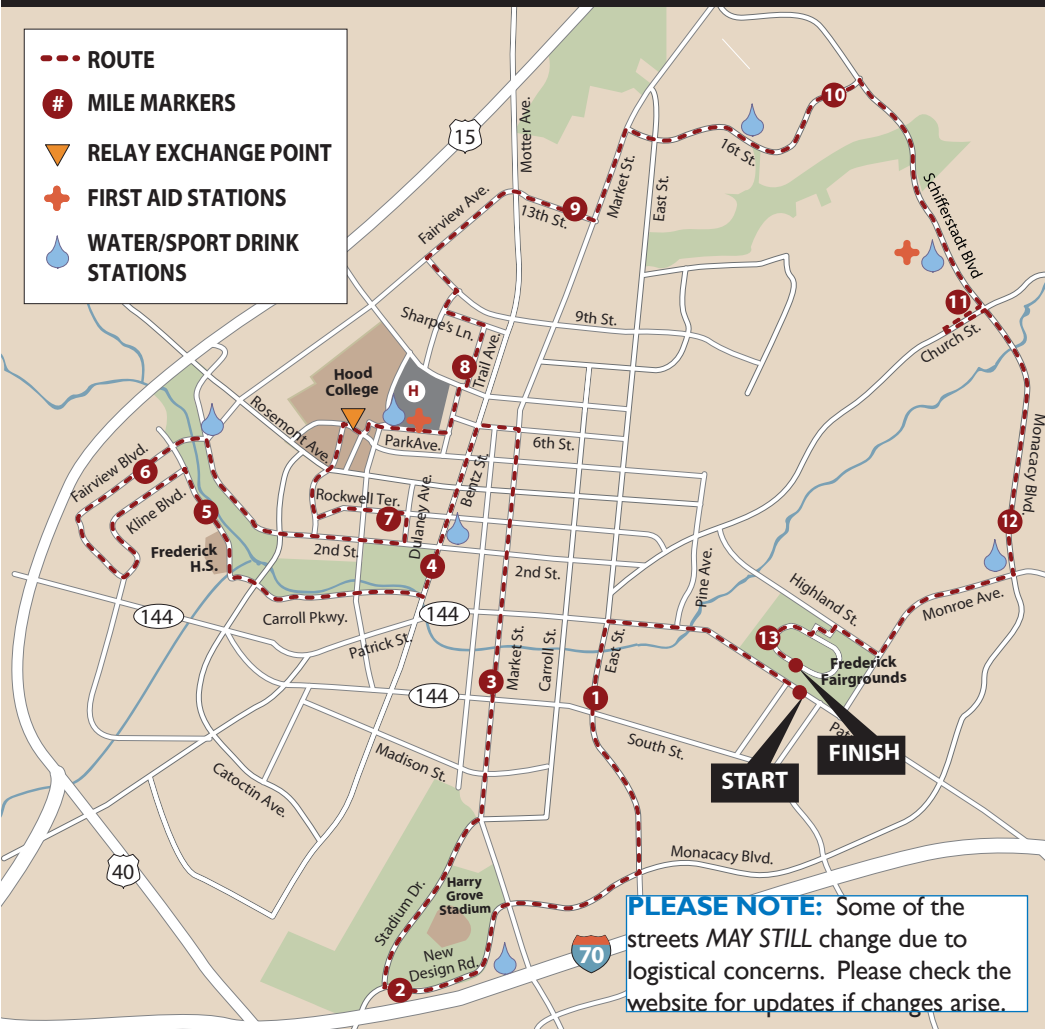 ROUTE
# MILE MARKERS
RELAY EXCHANGE POINT
FIRST AID STATIONS
WATER/SPORT DRINK
STATIONS
15
Motter Ave.
Market St.
East St.
16t St.
10
Schifferstadt Blvd
Fairview Ave.
13th St.
9
11
Church St.
Sharpe's Ln.
9th St.
Trail Ave.
8
Hood
College
H
Rosemont Ave.
ParkAve.
6th St.
Bentz St.
Monacacy Blvd.
Fairview Blvd.
6
Kline Blvd.
5
Rockwell Ter.
7
Dulaney Ave.
12
Frederick
H.S.
2nd St.
4
2nd St.
Pine Ave.
Highland St.
Monroe Ave.
144
Carroll Pkwy.
144
Patrick St.
13
Frederick
Fairgrounds
Market St.
Carroll St.
East St.
3
144
1
South St.
Pat
START
FINISH
Madison St.
Catoctin Ave.
40
Monacacy Blvd.
Stadium Dr.
Harry
Grove
Stadium
New
Design Rd.
2
70
PLEASE NOTE: Some of the
streets MAY STILL change due to
logistical concerns. Please check the
website for updates if changes arise.